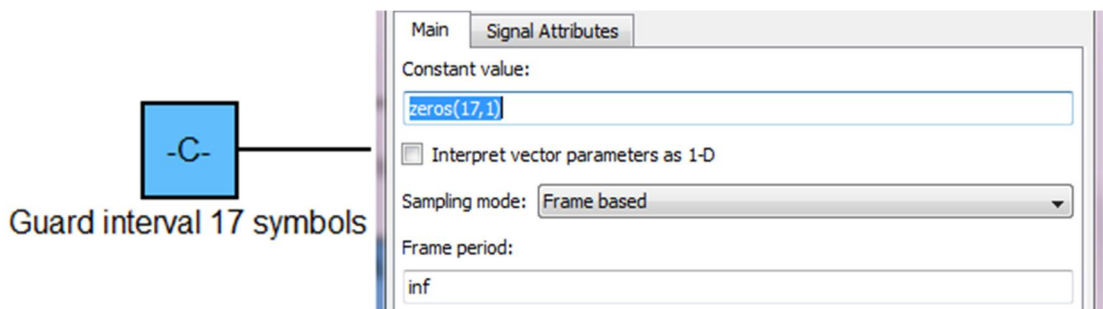 -C-
Guard interval 17 symbols
Main
Signal Attributes
Constant value:
zeros(17,1)
Interpret vector parameters as 1-D
Sampling mode: Frame based
Frame period:
inf